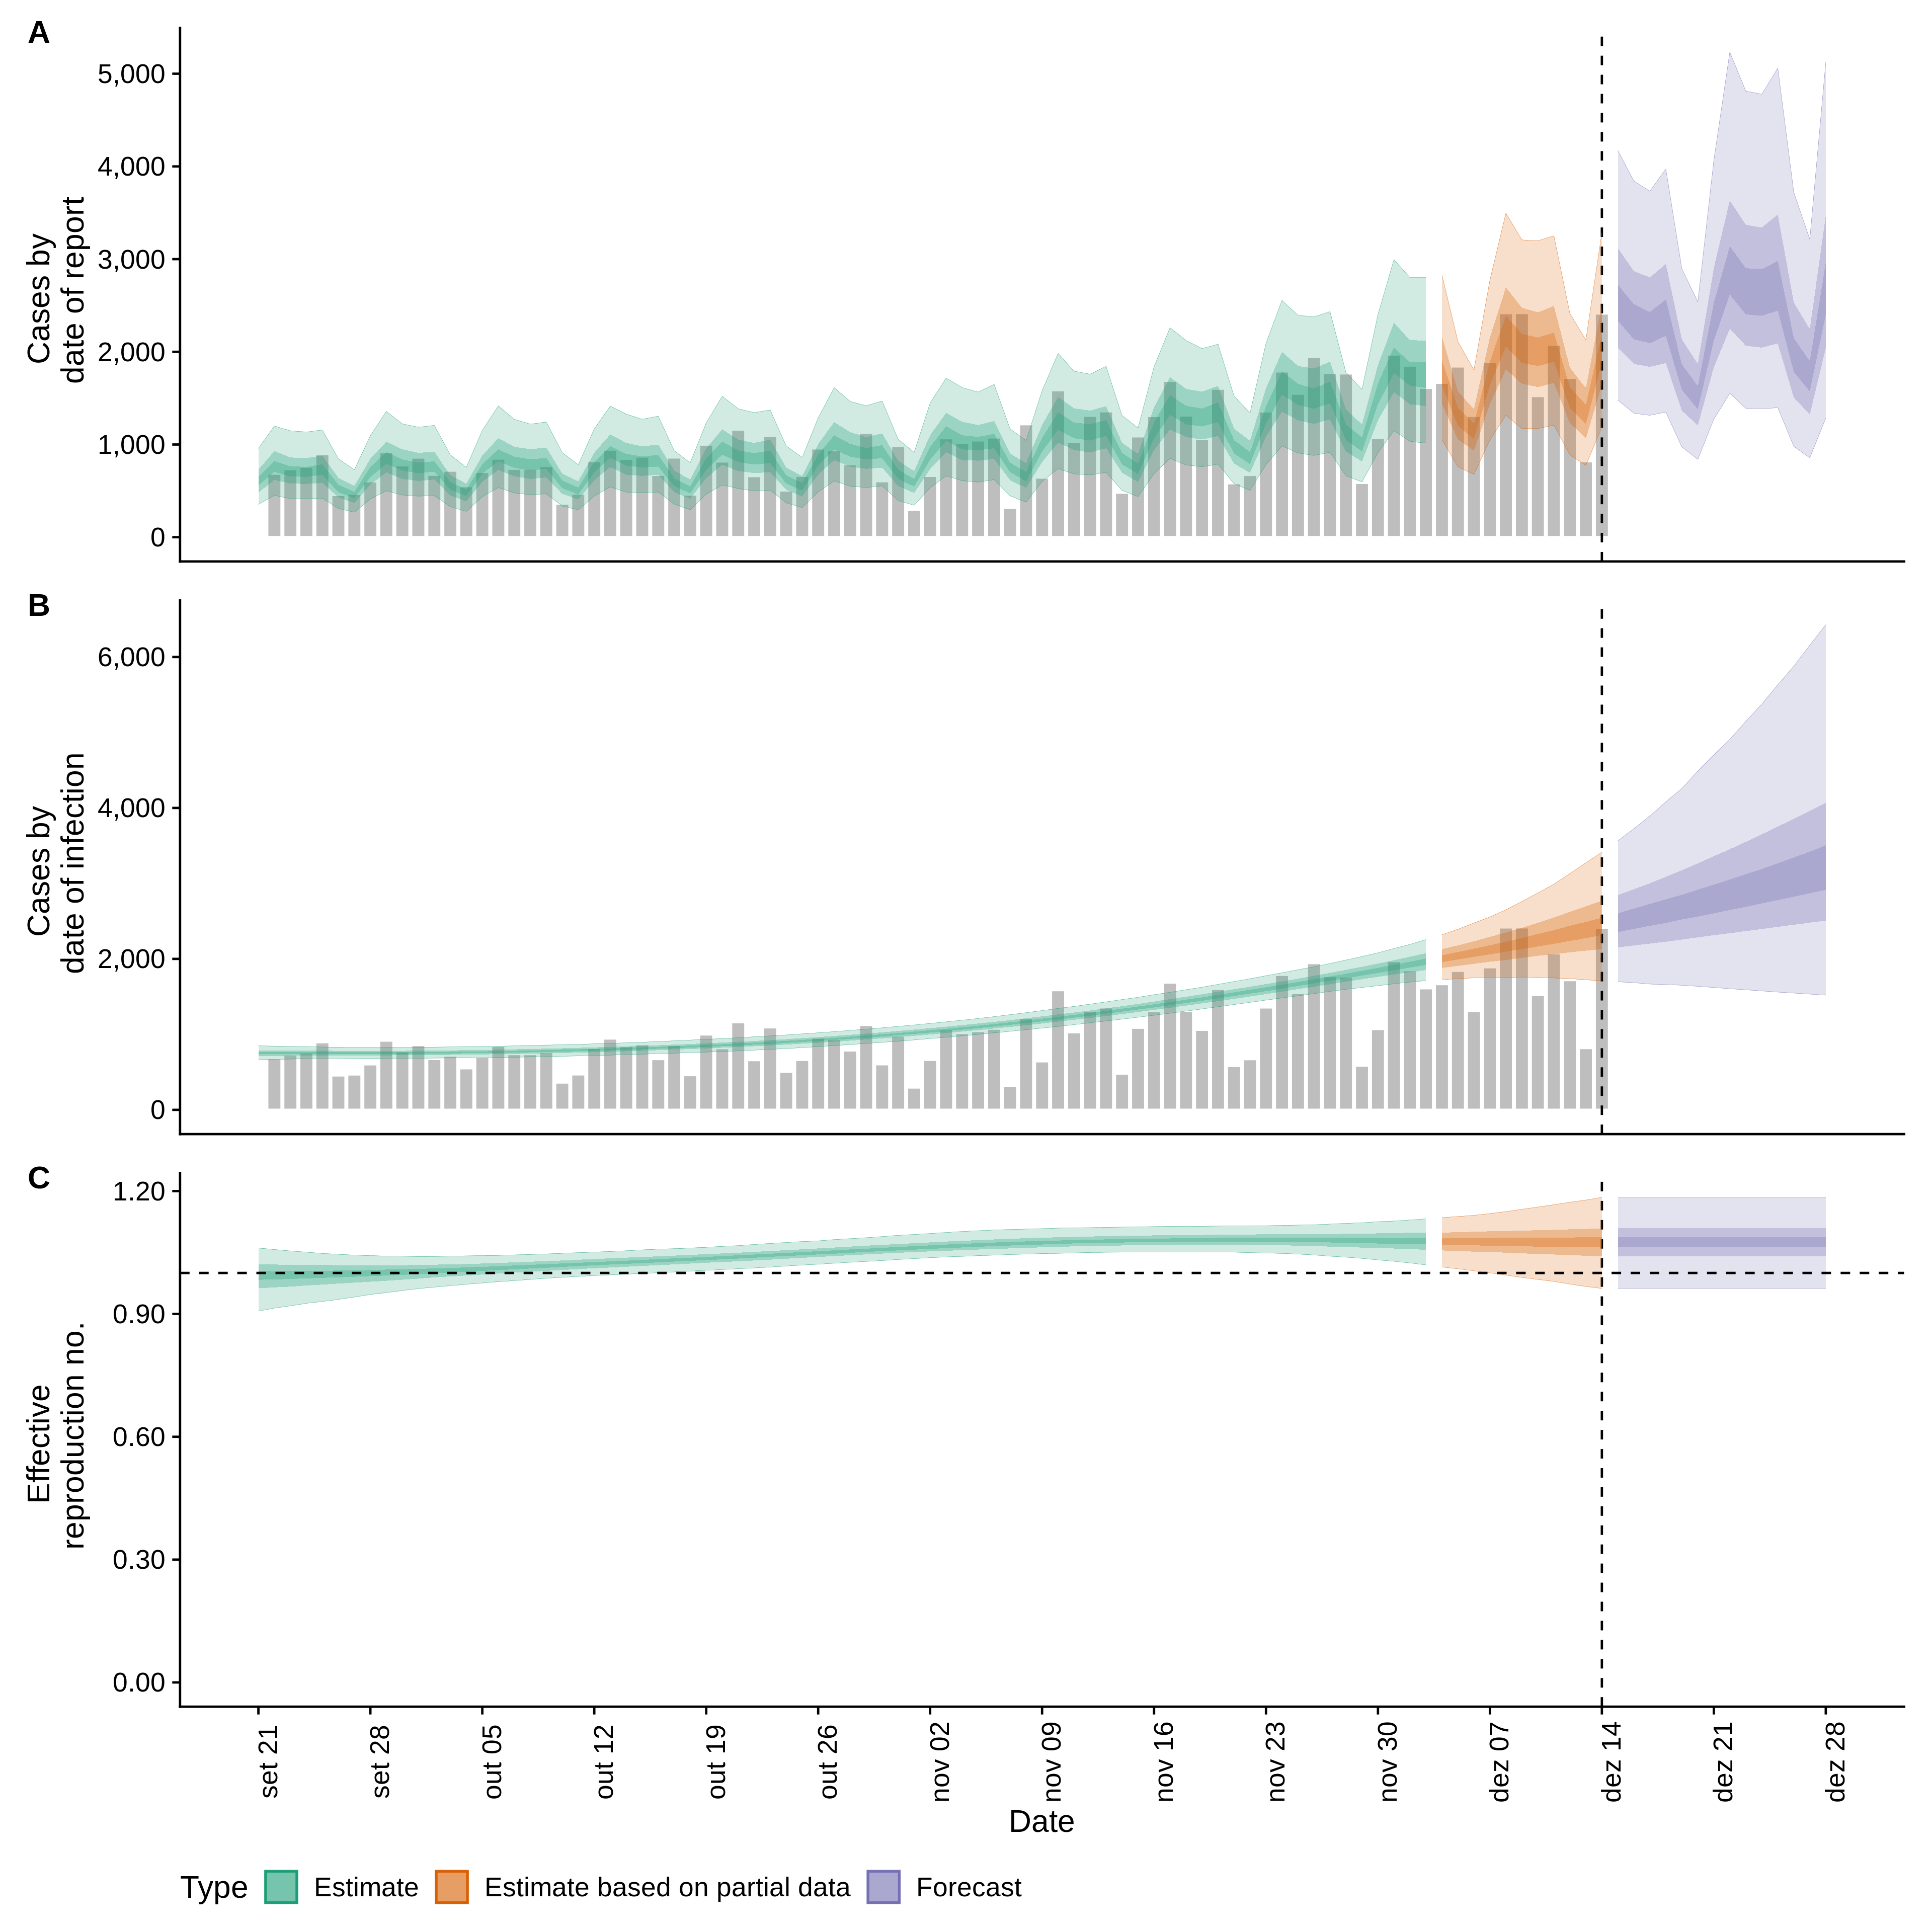 A
5,000
4,000
3,000
2,000
1,000
0
Cases by
date of report
B
6,000
4,000
2,000
0
Cases by
date of infection
C
1.20
0.90
0.60
0.30
0.00
Effective
reproduction no.
set 21
set 28
out 05
out 12
out 19
out 26
nov 02
nov 09
nov 16
nov 23
nov 30
dez 07
dez 14
dez 21
dez 28
Date
Type Estimate Estimate based on partial data Forecast